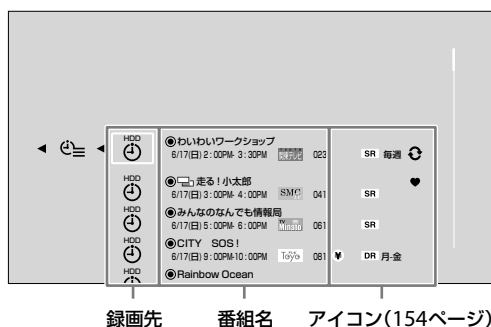 HDD
◉わいわいワークショップ
6/17(日)2:00PM-3:30PM 023 SR 毎週
HDD
◉走る!小太郎
6/17(日)3:00PM-4:00PM SMC 041 SR
HDD
◉みんなのなんでも情報局
6/17(日)5:00PM-6:00PM TV Minsto 061 SR
HDD
◉CITY SOS!
6/17(日)9:00PM-10:00PM Toyo 081 ¥ DR 月-金
HDD
◉Rainbow Ocean
録画先 番組名 アイコン(154ページ)